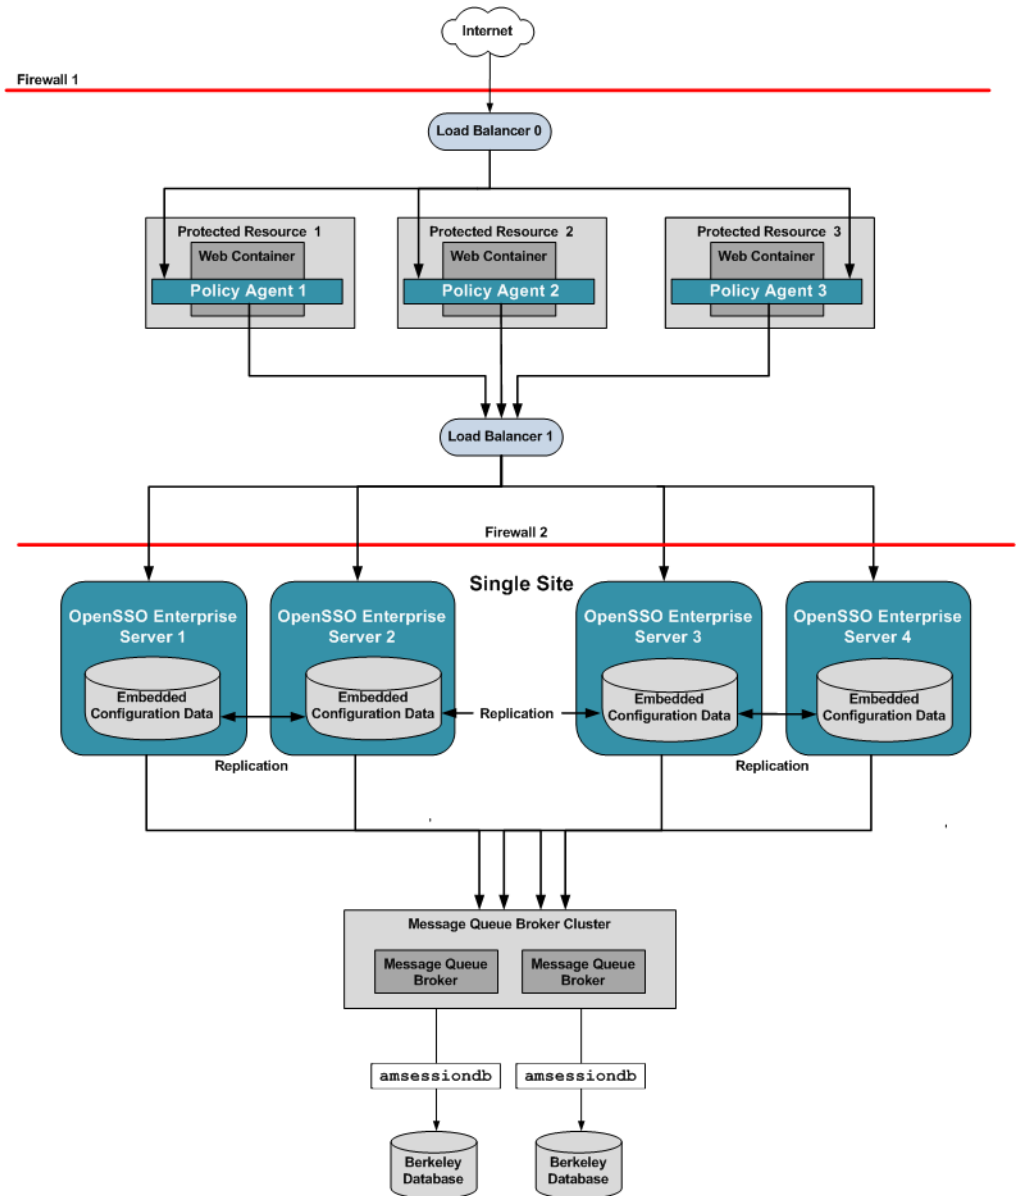 Internet
Firewall 1
Load Balancer 0
Protected Resource 1
Protected Resource 2
Protected Resource 3
Web Container
Web Container
Web Container
Policy Agent 1
Policy Agent 2
Policy Agent 3
Load Balancer 1
Firewall 2
Single Site
OpenSSO Enterprise
Server 1
OpenSSO Enterprise
Server 2
OpenSSO Enterprise
Server 3
OpenSSO Enterprise
Server 4
Embedded
Configuration Data
Embedded
Configuration Data
Replication
Embedded
Configuration Data
Embedded
Configuration Data
Replication
Replication
Message Queue Broker Cluster
Message Queue
Broker
Message Queue
Broker
amsessiondb
amsessiondb
Berkeley
Database
Berkeley
Database